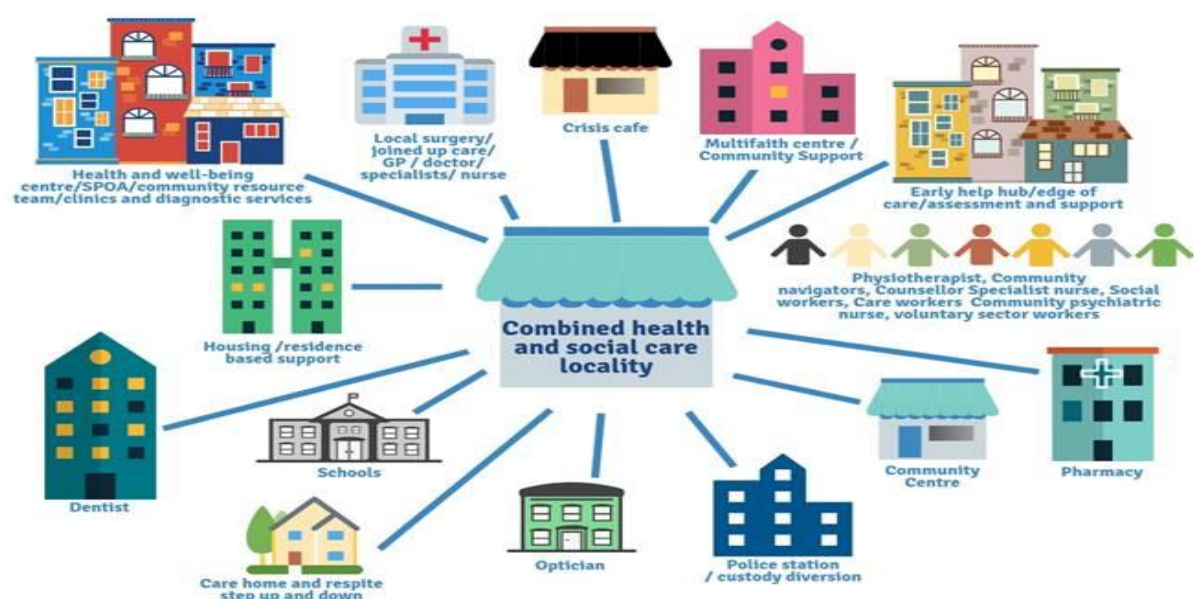 Health and well-being
centre/SPOA/community resource
team/clinics and diagnostic services
Local surgery/
joined up care/
GP / doctor/
specialists/ nurse
Crisis cafe
Multifaith centre /
Community Support
Early help hub/edge of
care/assessment and support
Physiotherapist, Community
navigators, Counsellor Specialist nurse, Social
workers, Care workers Community psychiatric
nurse, voluntary sector workers
Housing /residence
based support
Combined health
and social care
locality
Dentist
Schools
Care home and respite
step up and down
Optician
Police station
/ custody diversion
Community
Centre
Pharmacy